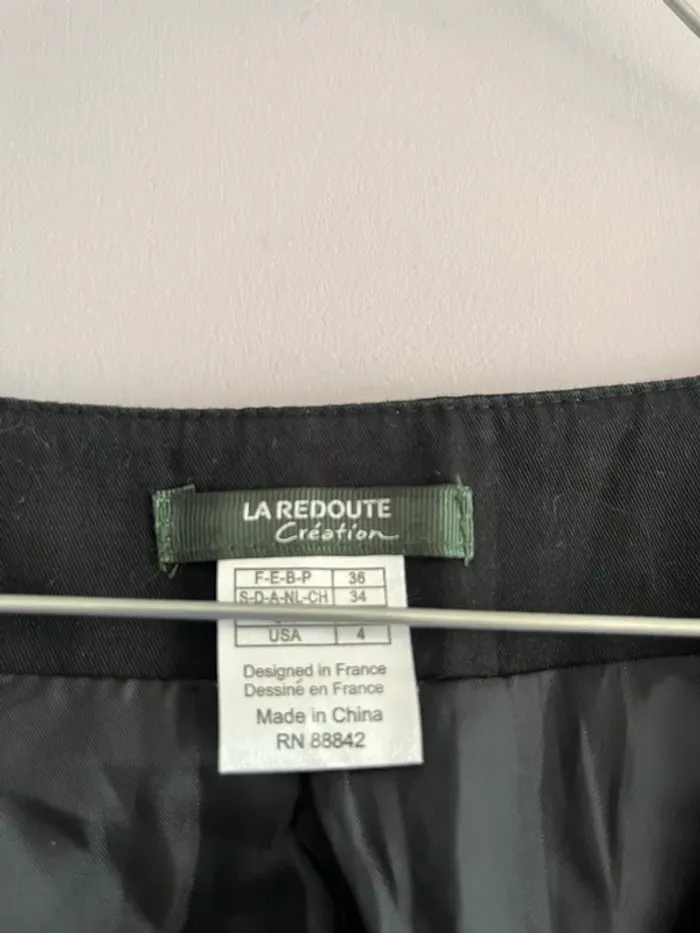 LA REDOUTE
Création
F-E-B-P 36
S-D-A-NL-CH 34
USA 4
Designed in France
Dessiné en France
Made in China
RN 88842